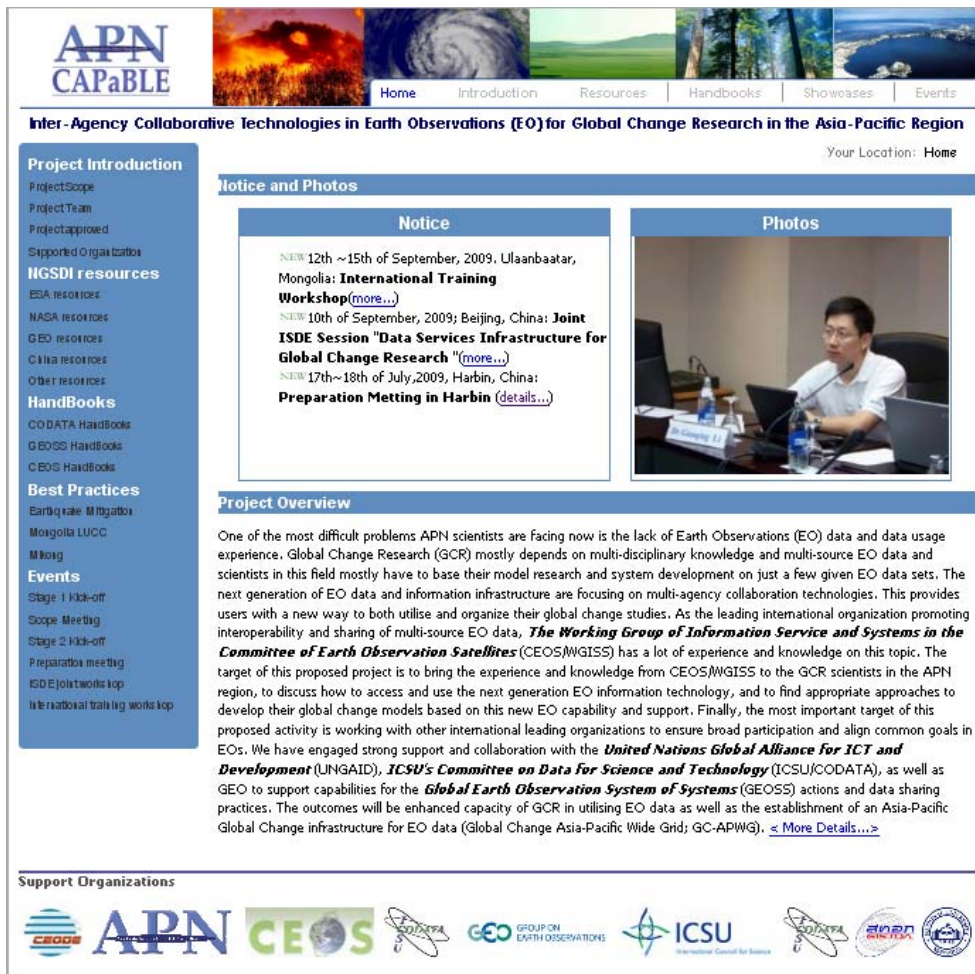 APN
CAPaBLE
Home
Introduction
Resources
Handbooks
Showcases
Events
Inter-Agency Collaborative Technologies in Earth Observations (EO) for Global Change Research in the Asia-Pacific Region
Your Location: Home
Project Introduction
Project Scope
Project Team
Project approved
Supported Organization
NGSDI resources
ESA resources
NASA resources
GEO resources
China resources
Other resources
HandBooks
CODATA HandBooks
GEOSS HandBooks
CEOS HandBooks
Best Practices
Earthquake Mitigation
Mongolia LUCC
Mkong
Events
Stage 1 Kick-off
Scope Meeting
Stage 2 Kick-off
Preparation meeting
ISDE joint workshop
International training workshop
Notice and Photos
Notice
NEW 12th ~15th of September, 2009. Ulaanbaatar,
Mongolia: International Training
Workshop(more...)
NEW 10th of September, 2009; Beijing, China: Joint
ISDE Session "Data Services Infrastructure for
Global Change Research "(more...)
NEW 17th~18th of July,2009, Harbin, China:
Preparation Metting in Harbin (details...)
Photos
Dr Guoqing Li
Project Overview
One of the most difficult problems APN scientists are facing now is the lack of Earth Observations (EO) data and data usage
experience. Global Change Research (GCR) mostly depends on multi-disciplinary knowledge and multi-source EO data and
scientists in this field mostly have to base their model research and system development on just a few given EO data sets. The
next generation of EO data and information infrastructure are focusing on multi-agency collaboration technologies. This provides
users with a new way to both utilise and organize their global change studies. As the leading international organization promoting
interoperability and sharing of multi-source EO data, The Working Group of Information Service and Systems in the
Committee of Earth Observation Satellites (CEOS/WGISS) has a lot of experience and knowledge on this topic. The
target of this proposed project is to bring the experience and knowledge from CEOS/WGISS to the GCR scientists in the APN
region, to discuss how to access and use the next generation EO information technology, and to find appropriate approaches to
develop their global change models based on this new EO capability and support. Finally, the most important target of this
proposed activity is working with other international leading organizations to ensure broad participation and align common goals in
EOs. We have engaged strong support and collaboration with the United Nations Global Alliance for ICT and
Development (UNGAID), ICSU's Committee on Data for Science and Technology (ICSU/CODATA), as well as
GEO to support capabilities for the Global Earth Observation System of Systems (GEOSS) actions and data sharing
practices. The outcomes will be enhanced capacity of GCR in utilising EO data as well as the establishment of an Asia-Pacific
Global Change infrastructure for EO data (Global Change Asia-Pacific Wide Grid; GC-APWG). < More Details...>
Support Organizations
CEODE
APN
CEOS
ICSU CODATA
GEO GROUP ON
EARTH OBSERVATIONS
ICSU
International Council for Science
ICSU CODATA